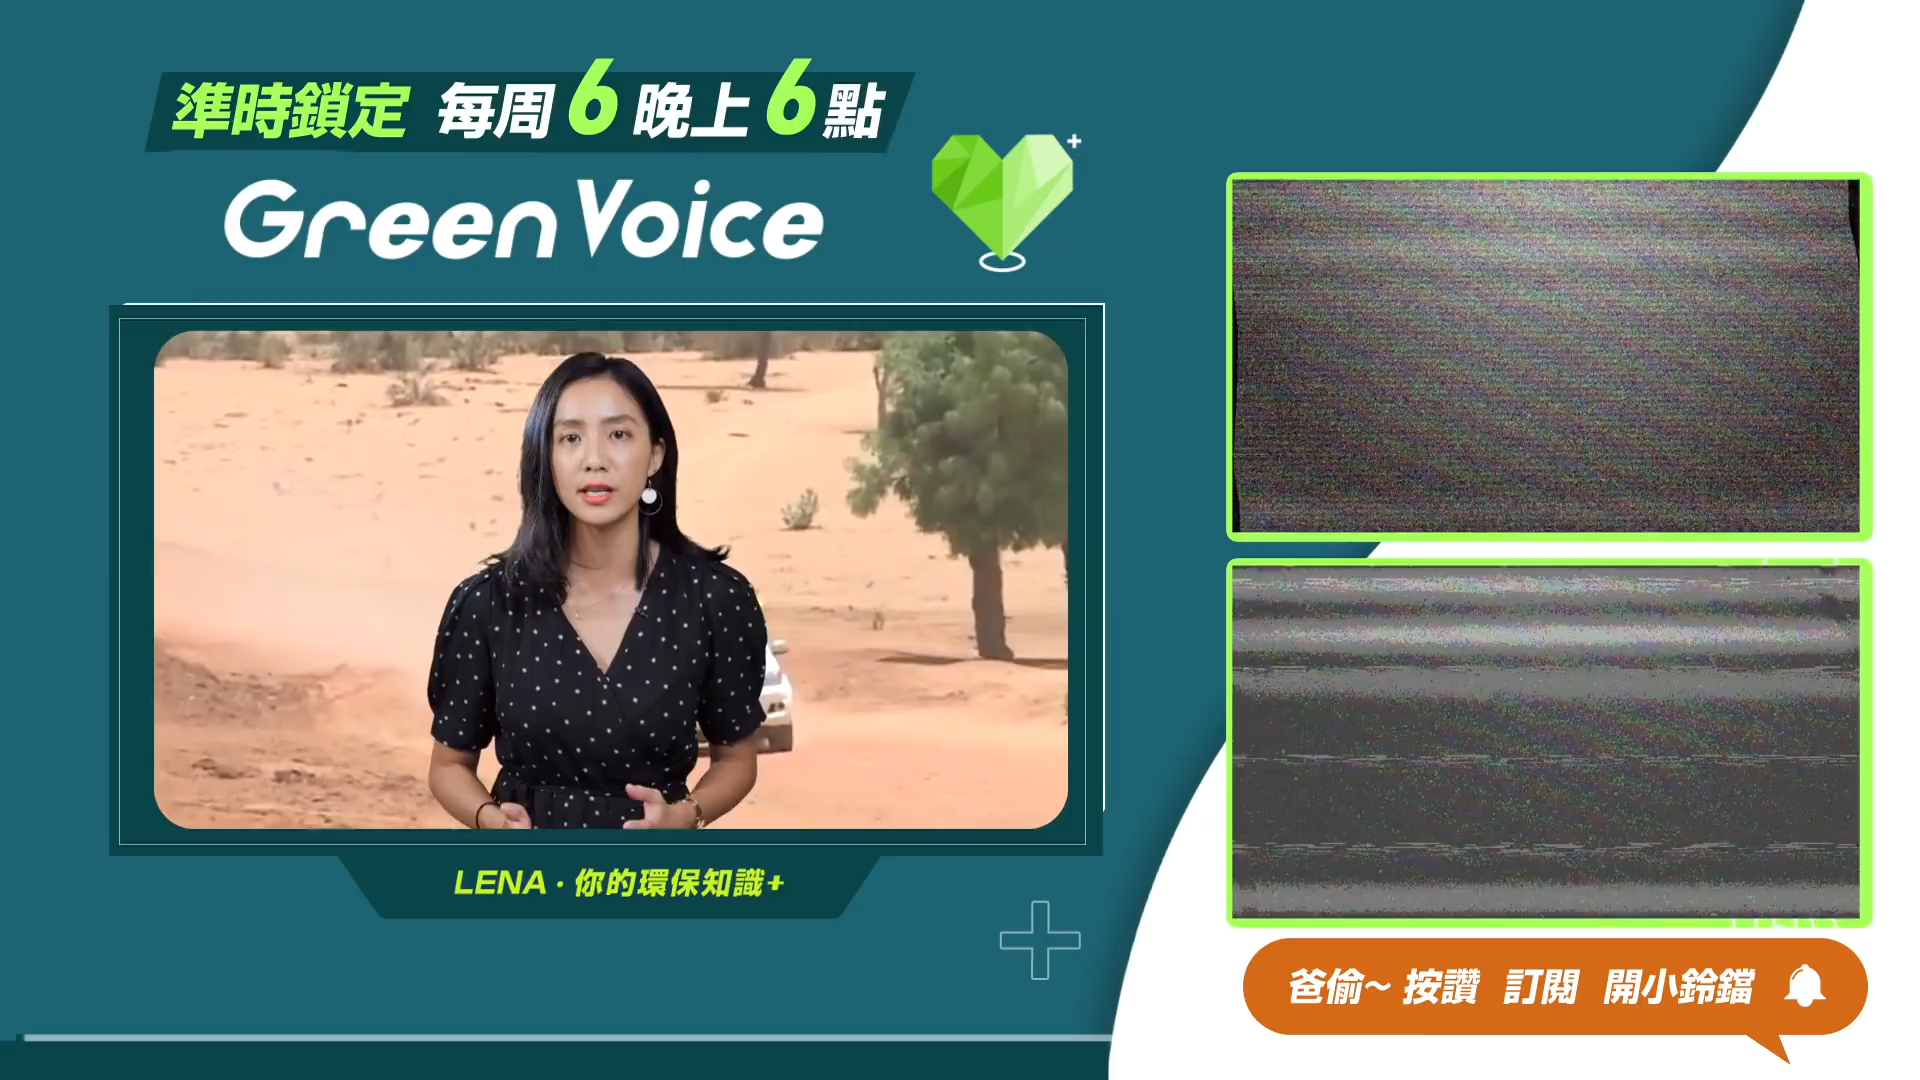 準時鎖定 每周6晚上6點
Green Voice
LENA · 你的環保知識+
爸偷~ 按讚 訂閱 開小鈴鐺